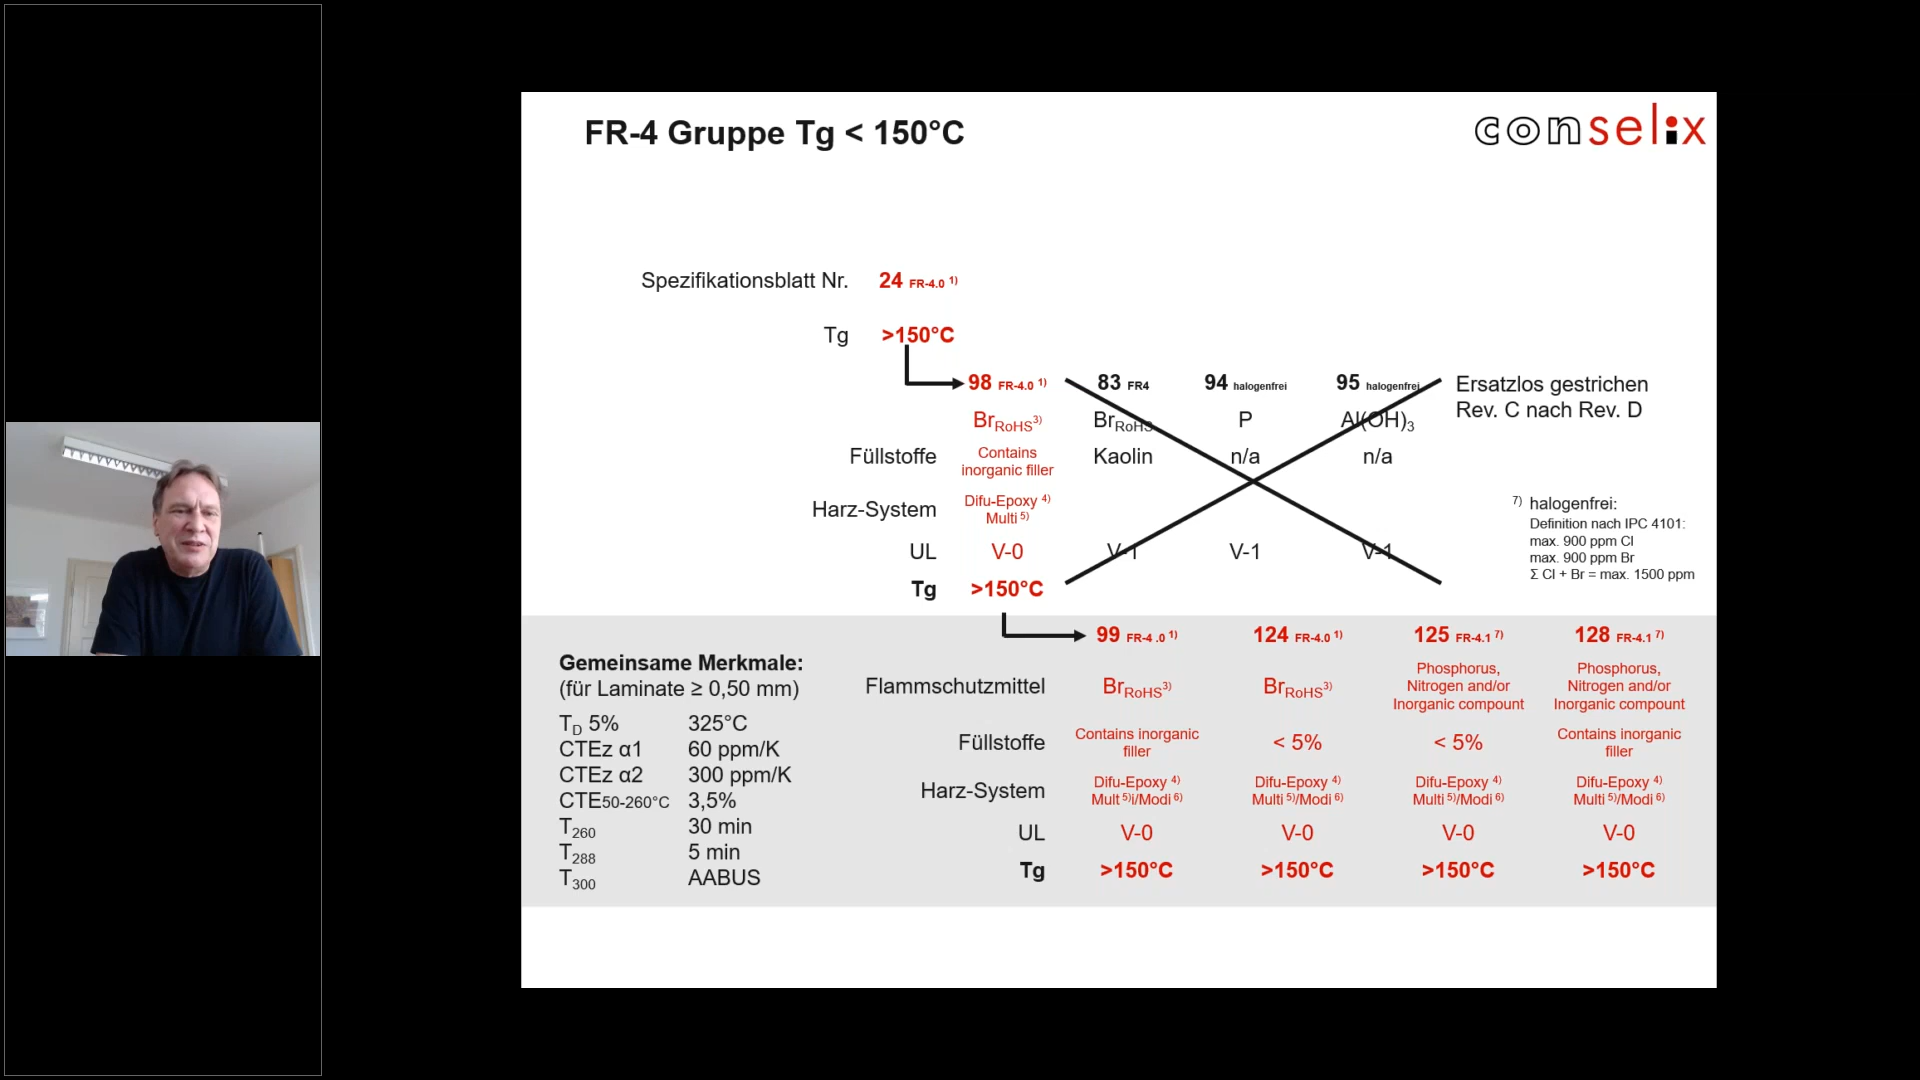 FR-4 Gruppe Tg < 150°C
conselix
Spezifikationsblatt Nr. 24 FR-4.0 1)
Tg >150°C
98 FR-4.0 1) 83 FR4 94 halogenfrei 95 halogenfrei
Ersatzlos gestrichen
Rev. C nach Rev. D
BrRoHS3) BrRoHS P Al(OH)3
Füllstoffe Contains inorganic filler Kaolin n/a n/a
Harz-System Difu-Epoxy 4) Multi 5)
UL V-0 V-1 V-1 V-1
Tg >150°C
7) halogenfrei:
Definition nach IPC 4101:
max. 900 ppm Cl
max. 900 ppm Br
Σ Cl + Br = max. 1500 ppm
Gemeinsame Merkmale:
(für Laminate ≥ 0,50 mm)
TD 5% 325°C
CTEz α1 60 ppm/K
CTEz α2 300 ppm/K
CTE50-260°C 3,5%
T260 30 min
T288 5 min
T300 AABUS
99 FR-4 .0 1) 124 FR-4.0 1) 125 FR-4.1 7) 128 FR-4.1 7)
Flammschutzmittel BrRoHS3) BrRoHS3) Phosphorus, Nitrogen and/or Inorganic compound Phosphorus, Nitrogen and/or Inorganic compound
Füllstoffe Contains inorganic filler < 5% < 5% Contains inorganic filler
Harz-System Difu-Epoxy 4) Mult 5)i/Modi 6) Difu-Epoxy 4) Multi 5)/Modi 6) Difu-Epoxy 4) Multi 5)/Modi 6) Difu-Epoxy 4) Multi 5)/Modi 6)
UL V-0 V-0 V-0 V-0
Tg >150°C >150°C >150°C >150°C